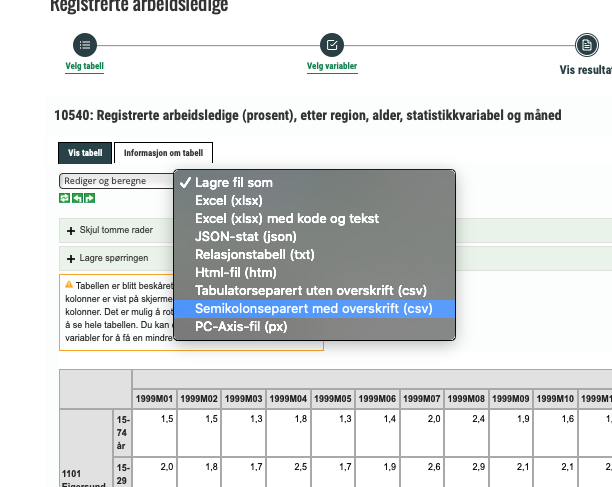 Registrerte arbeidsledige
Velg tabell
Velg variabler
Vis resulta
10540: Registrerte arbeidsledige (prosent), etter region, alder, statistikkvariabel og måned
Vis tabell
Informasjon om tabell
Rediger og beregne
Lagre fil som
Excel (xlsx)
Excel (xlsx) med kode og tekst
JSON-stat (json)
Relasjonstabell (txt)
Html-fil (htm)
Tabulatorseparert uten overskrift (csv)
Semikolonseparert med overskrift (csv)
PC-Axis-fil (px)
Skjul tomme rader
Lagre spørringen
Tabellen er blitt beskåret
kolonner er vist på skjerme
kolonner. Det er mulig å rot
å se hele tabellen. Du kan
variabler for å få en mindre
1999M01 1999M02 1999M03 1999M04 1999M05 1999M06 1999M07 1999M08 1999M09 1999M10 1999M1
15-
74
år
1,5 1,5 1,3 1,8 1,3 1,4 2,0 2,4 1,9 1,6 1,
1101
Eigersund
15-
29
2,0 1,8 1,7 2,5 1,7 1,9 2,6 2,9 2,1 2,1 2,